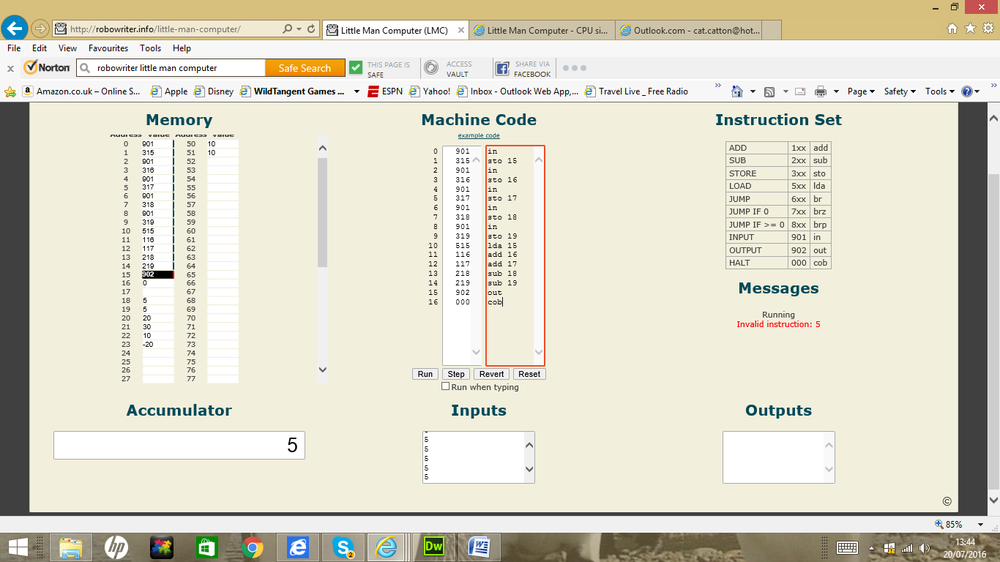 http://robowriter.info/little-man-computer/
Little Man Computer (LMC)
Little Man Computer - CPU si...
Outlook.com - cat.catton@hot...
File Edit View Favourites Tools Help
x Norton robowriter little man computer Safe Search THIS PAGE IS SAFE ACCESS VAULT SHARE VIA FACEBOOK
Amazon.co.uk – Online S... Apple Disney WildTangent Games ... ESPN Yahoo! Inbox - Outlook Web App,... Travel Live _ Free Radio Page Safety Tools
Memory
Address Value Address Value
0 901 50 10
1 315 51 10
2 901 52
3 316 53
4 901 54
5 317 55
6 901 56
7 318 57
8 901 58
9 319 59
10 515 60
11 116 61
12 117 62
13 218 63
14 219 64
15 902 65
16 0 66
17 67
18 5 68
19 5 69
20 20 70
21 30 71
22 10 72
23 -20 73
24 74
25 75
26 76
27 77
Machine Code
example code
0 901 in
1 315 sto 15
2 901 in
3 316 sto 16
4 901 in
5 317 sto 17
6 901 in
7 318 sto 18
8 901 in
9 319 sto 19
10 515 lda 15
11 116 add 16
12 117 add 17
13 218 sub 18
14 219 sub 19
15 902 out
16 000 cob
Run Step Revert Reset
Run when typing
Instruction Set
ADD 1xx add
SUB 2xx sub
STORE 3xx sto
LOAD 5xx lda
JUMP 6xx br
JUMP IF 0 7xx brz
JUMP IF >= 0 8xx brp
INPUT 901 in
OUTPUT 902 out
HALT 000 cob
Messages
Running
Invalid instruction: 5
Accumulator
5
Inputs
5
5
5
5
5
Outputs
©
85%
hp
S 2
Dw
W
13:44
20/07/2016